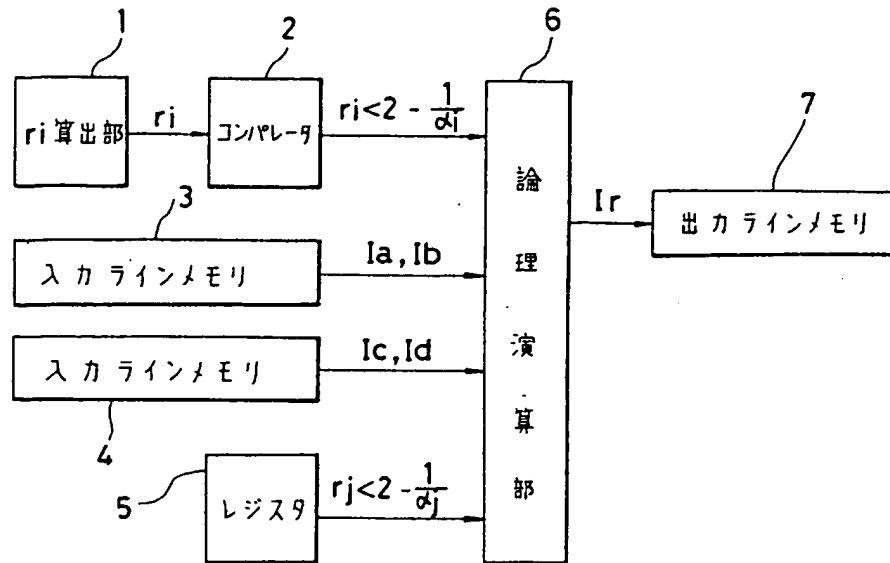 1
2
6
ri 算出部
ri
コンパレータ
ri<2 - 1/αi
7
論理演算部
3
Ir
出力ラインメモリ
入力ラインメモリ
Ia, Ib
入力ラインメモリ
Ic, Id
4
5
レジスタ
rj<2 - 1/αj